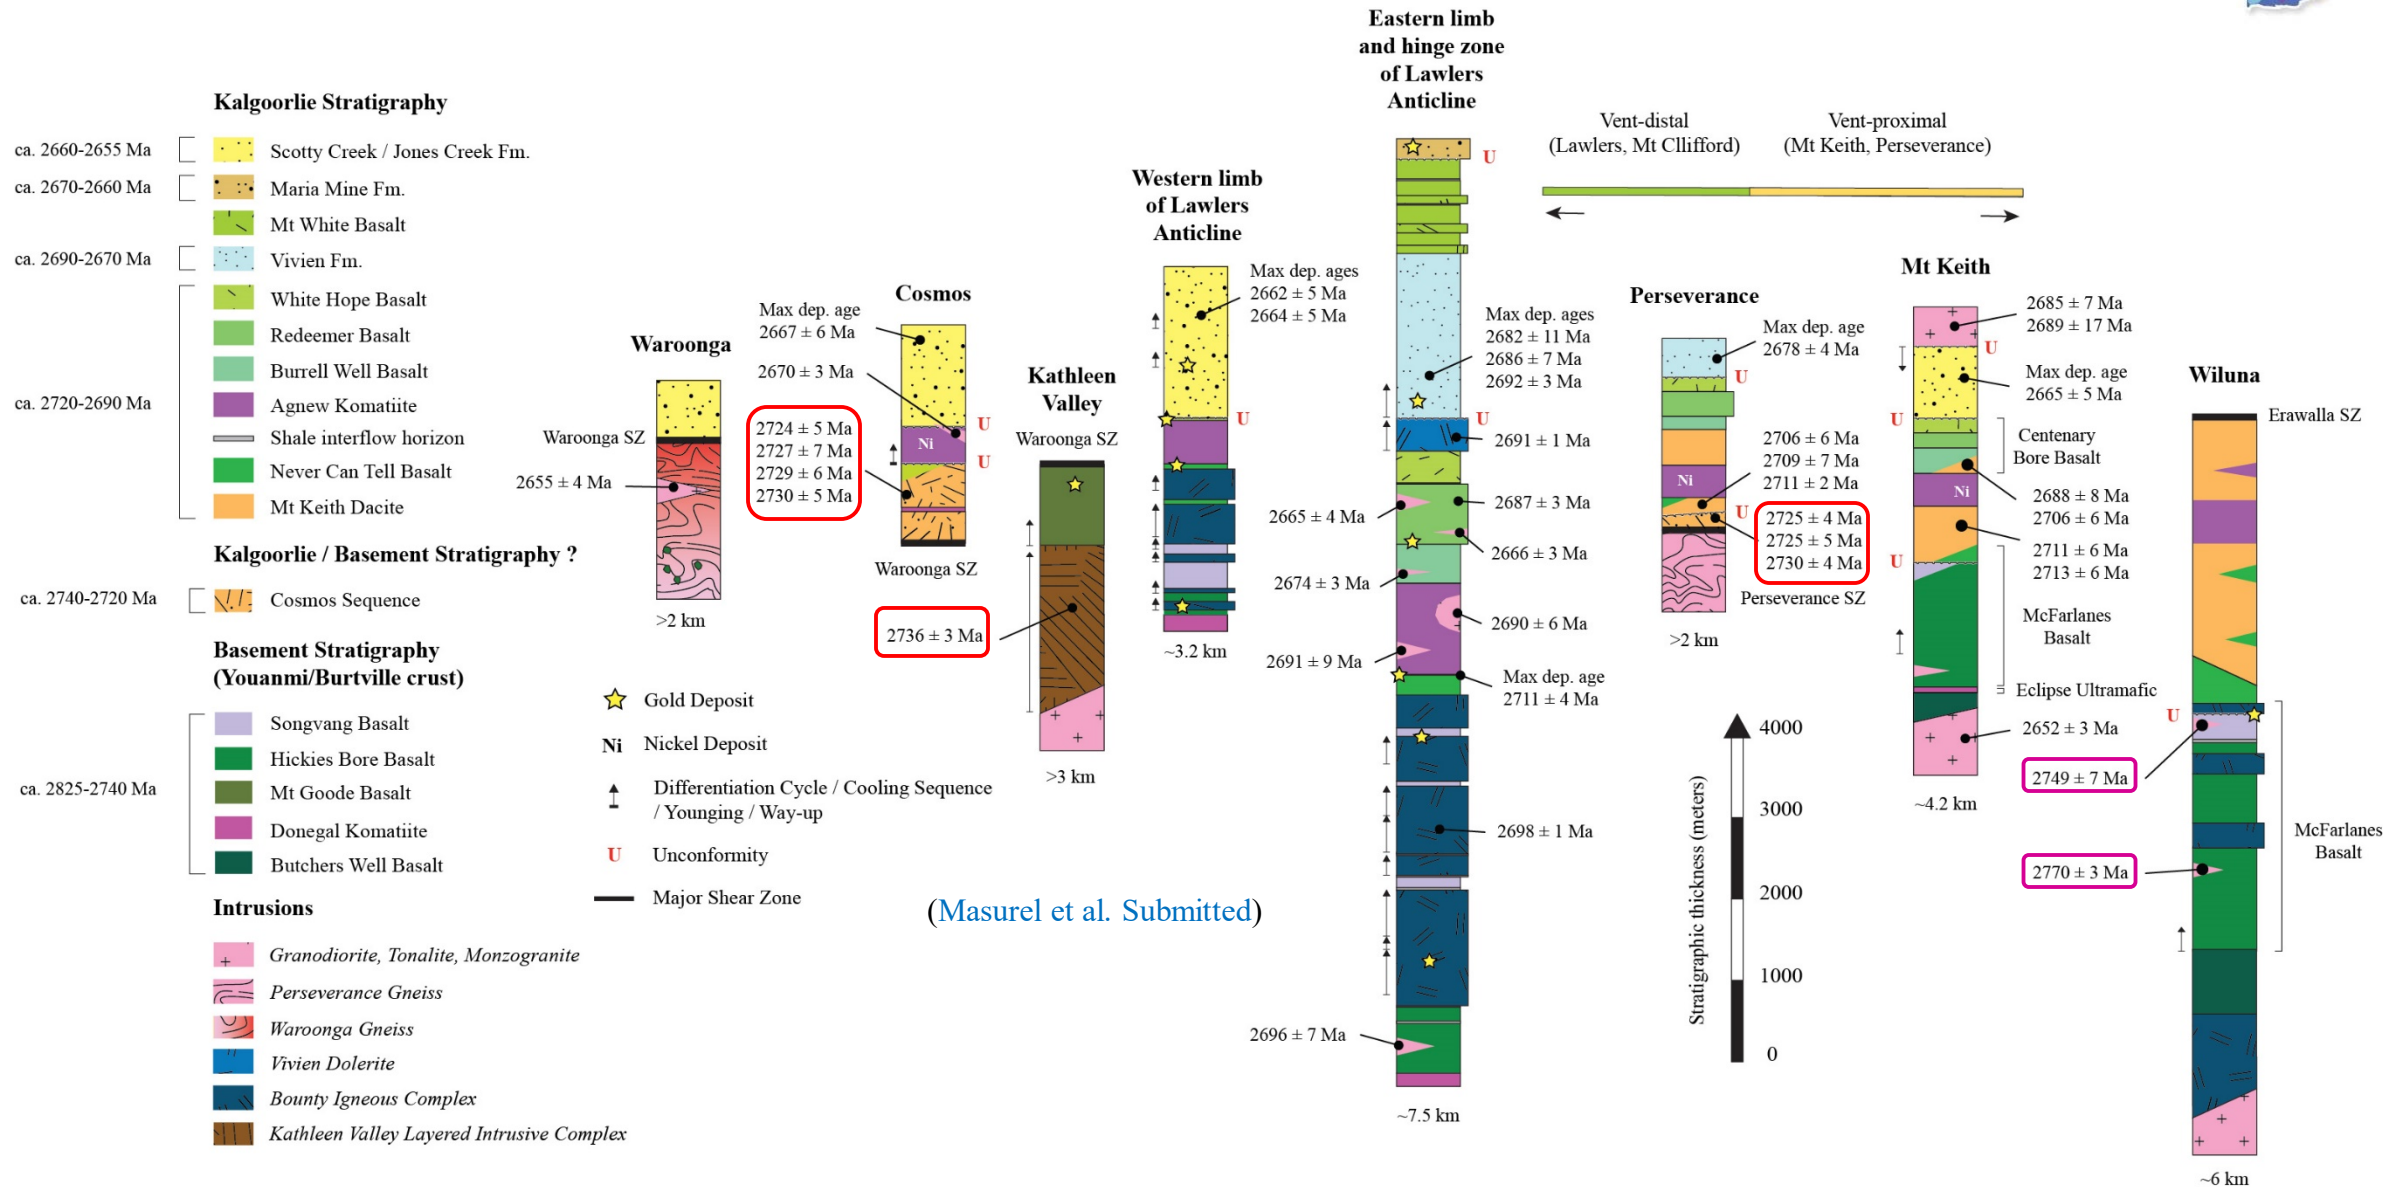 Kalgoorlie Stratigraphy
ca. 2660-2655 Ma
Scotty Creek / Jones Creek Fm.
ca. 2670-2660 Ma
Maria Mine Fm.
Mt White Basalt
ca. 2690-2670 Ma
Vivien Fm.
White Hope Basalt
Redeemer Basalt
Burrell Well Basalt
ca. 2720-2690 Ma
Agnew Komatiite
Shale interflow horizon
Never Can Tell Basalt
Mt Keith Dacite
Kalgoorlie / Basement Stratigraphy ?
ca. 2740-2720 Ma
Cosmos Sequence
Basement Stratigraphy
(Youanmi/Burtville crust)
Songvang Basalt
Hickies Bore Basalt
ca. 2825-2740 Ma
Mt Goode Basalt
Donegal Komatiite
Butchers Well Basalt
Intrusions
Granodiorite, Tonalite, Monzogranite
Perseverance Gneiss
Waroonga Gneiss
Vivien Dolerite
Bounty Igneous Complex
Kathleen Valley Layered Intrusive Complex
Gold Deposit
Ni Nickel Deposit
Differentiation Cycle / Cooling Sequence
/ Younging / Way-up
U Unconformity
Major Shear Zone
(Masurel et al. Submitted)
Waroonga
Waroonga SZ
2655 ± 4 Ma
>2 km
Cosmos
Max dep. age
2667 ± 6 Ma
2670 ± 3 Ma
2724 ± 5 Ma
2727 ± 7 Ma
2729 ± 6 Ma
2730 ± 5 Ma
U
Ni
U
Waroonga SZ
Kathleen
Valley
Waroonga SZ
2736 ± 3 Ma
>3 km
Western limb
of Lawlers
Anticline
Max dep. ages
2662 ± 5 Ma
2664 ± 5 Ma
U
~3.2 km
Eastern limb
and hinge zone
of Lawlers
Anticline
U
Max dep. ages
2682 ± 11 Ma
2686 ± 7 Ma
2692 ± 3 Ma
U
2691 ± 1 Ma
2687 ± 3 Ma
2665 ± 4 Ma
2666 ± 3 Ma
2674 ± 3 Ma
2690 ± 6 Ma
2691 ± 9 Ma
Max dep. age
2711 ± 4 Ma
2698 ± 1 Ma
2696 ± 7 Ma
~7.5 km
Vent-distal
(Lawlers, Mt Cllifford)
Vent-proximal
(Mt Keith, Perseverance)
Perseverance
Max dep. age
2678 ± 4 Ma
U
2706 ± 6 Ma
2709 ± 7 Ma
2711 ± 2 Ma
Ni
U
2725 ± 4 Ma
2725 ± 5 Ma
2730 ± 4 Ma
Perseverance SZ
>2 km
Mt Keith
2685 ± 7 Ma
2689 ± 17 Ma
U
Max dep. age
2665 ± 5 Ma
U
Centenary
Bore Basalt
Ni
2688 ± 8 Ma
2706 ± 6 Ma
2711 ± 6 Ma
2713 ± 6 Ma
U
McFarlanes
Basalt
Eclipse Ultramafic
2652 ± 3 Ma
~4.2 km
Wiluna
Erawalla SZ
U
2749 ± 7 Ma
2770 ± 3 Ma
McFarlanes
Basalt
~6 km
Stratigraphic thickness (meters)
4000
3000
2000
1000
0